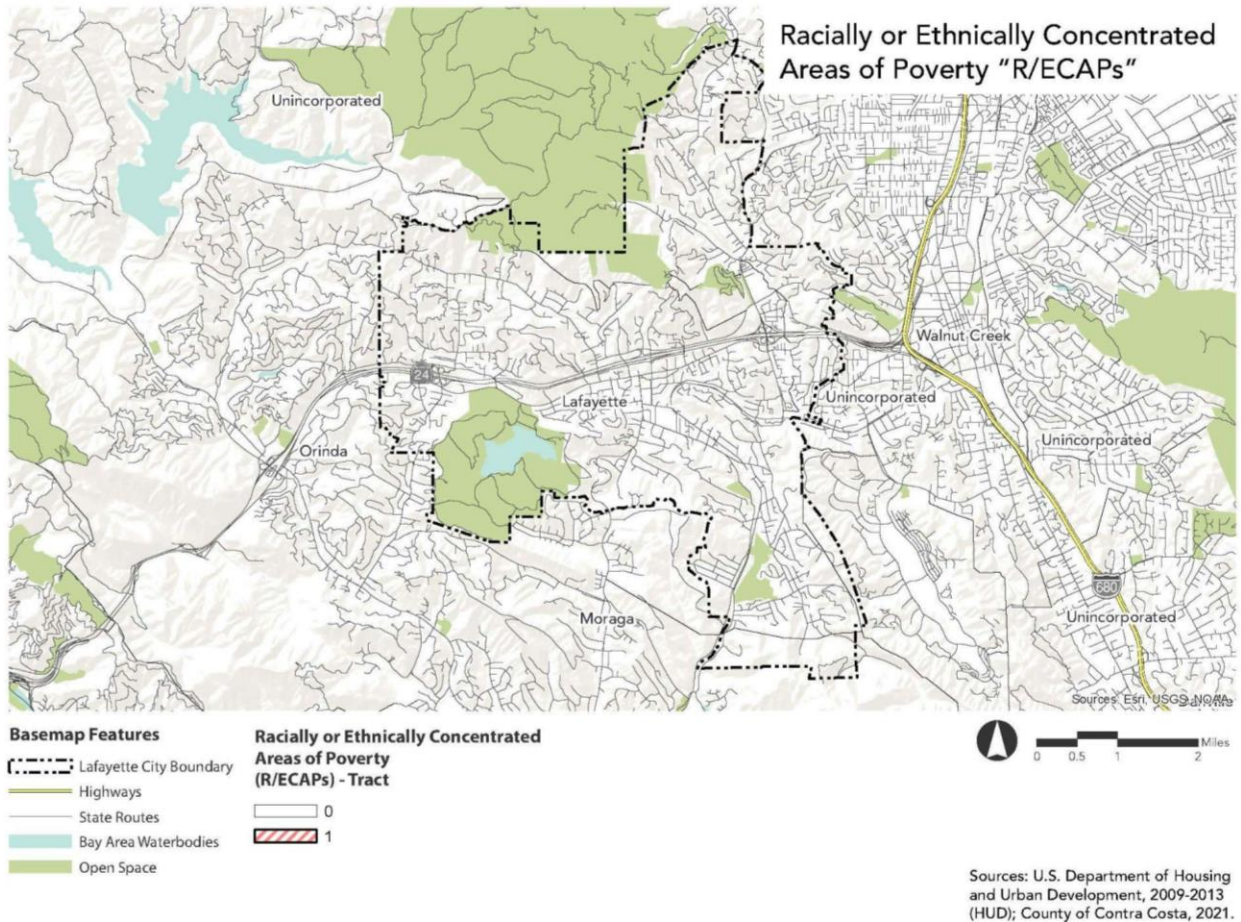 Racially or Ethnically Concentrated
Areas of Poverty "R/ECAPs"
Unincorporated
Walnut Creek
24
Lafayette
Unincorporated
Orinda
Unincorporated
680
Moraga
Unincorporated
Sources: Esri, USGS, NOAA
Basemap Features
Lafayette City Boundary
Highways
State Routes
Bay Area Waterbodies
Open Space
Racially or Ethnically Concentrated
Areas of Poverty
(R/ECAPs) - Tract
0
1
Miles
0 0.5 1 2
Sources: U.S. Department of Housing
and Urban Development, 2009-2013
(HUD); County of Contra Costa, 2021.